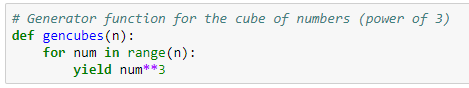 # Generator function for the cube of numbers (power of 3)
def gencubes(n):
    for num in range(n):
        yield num**3